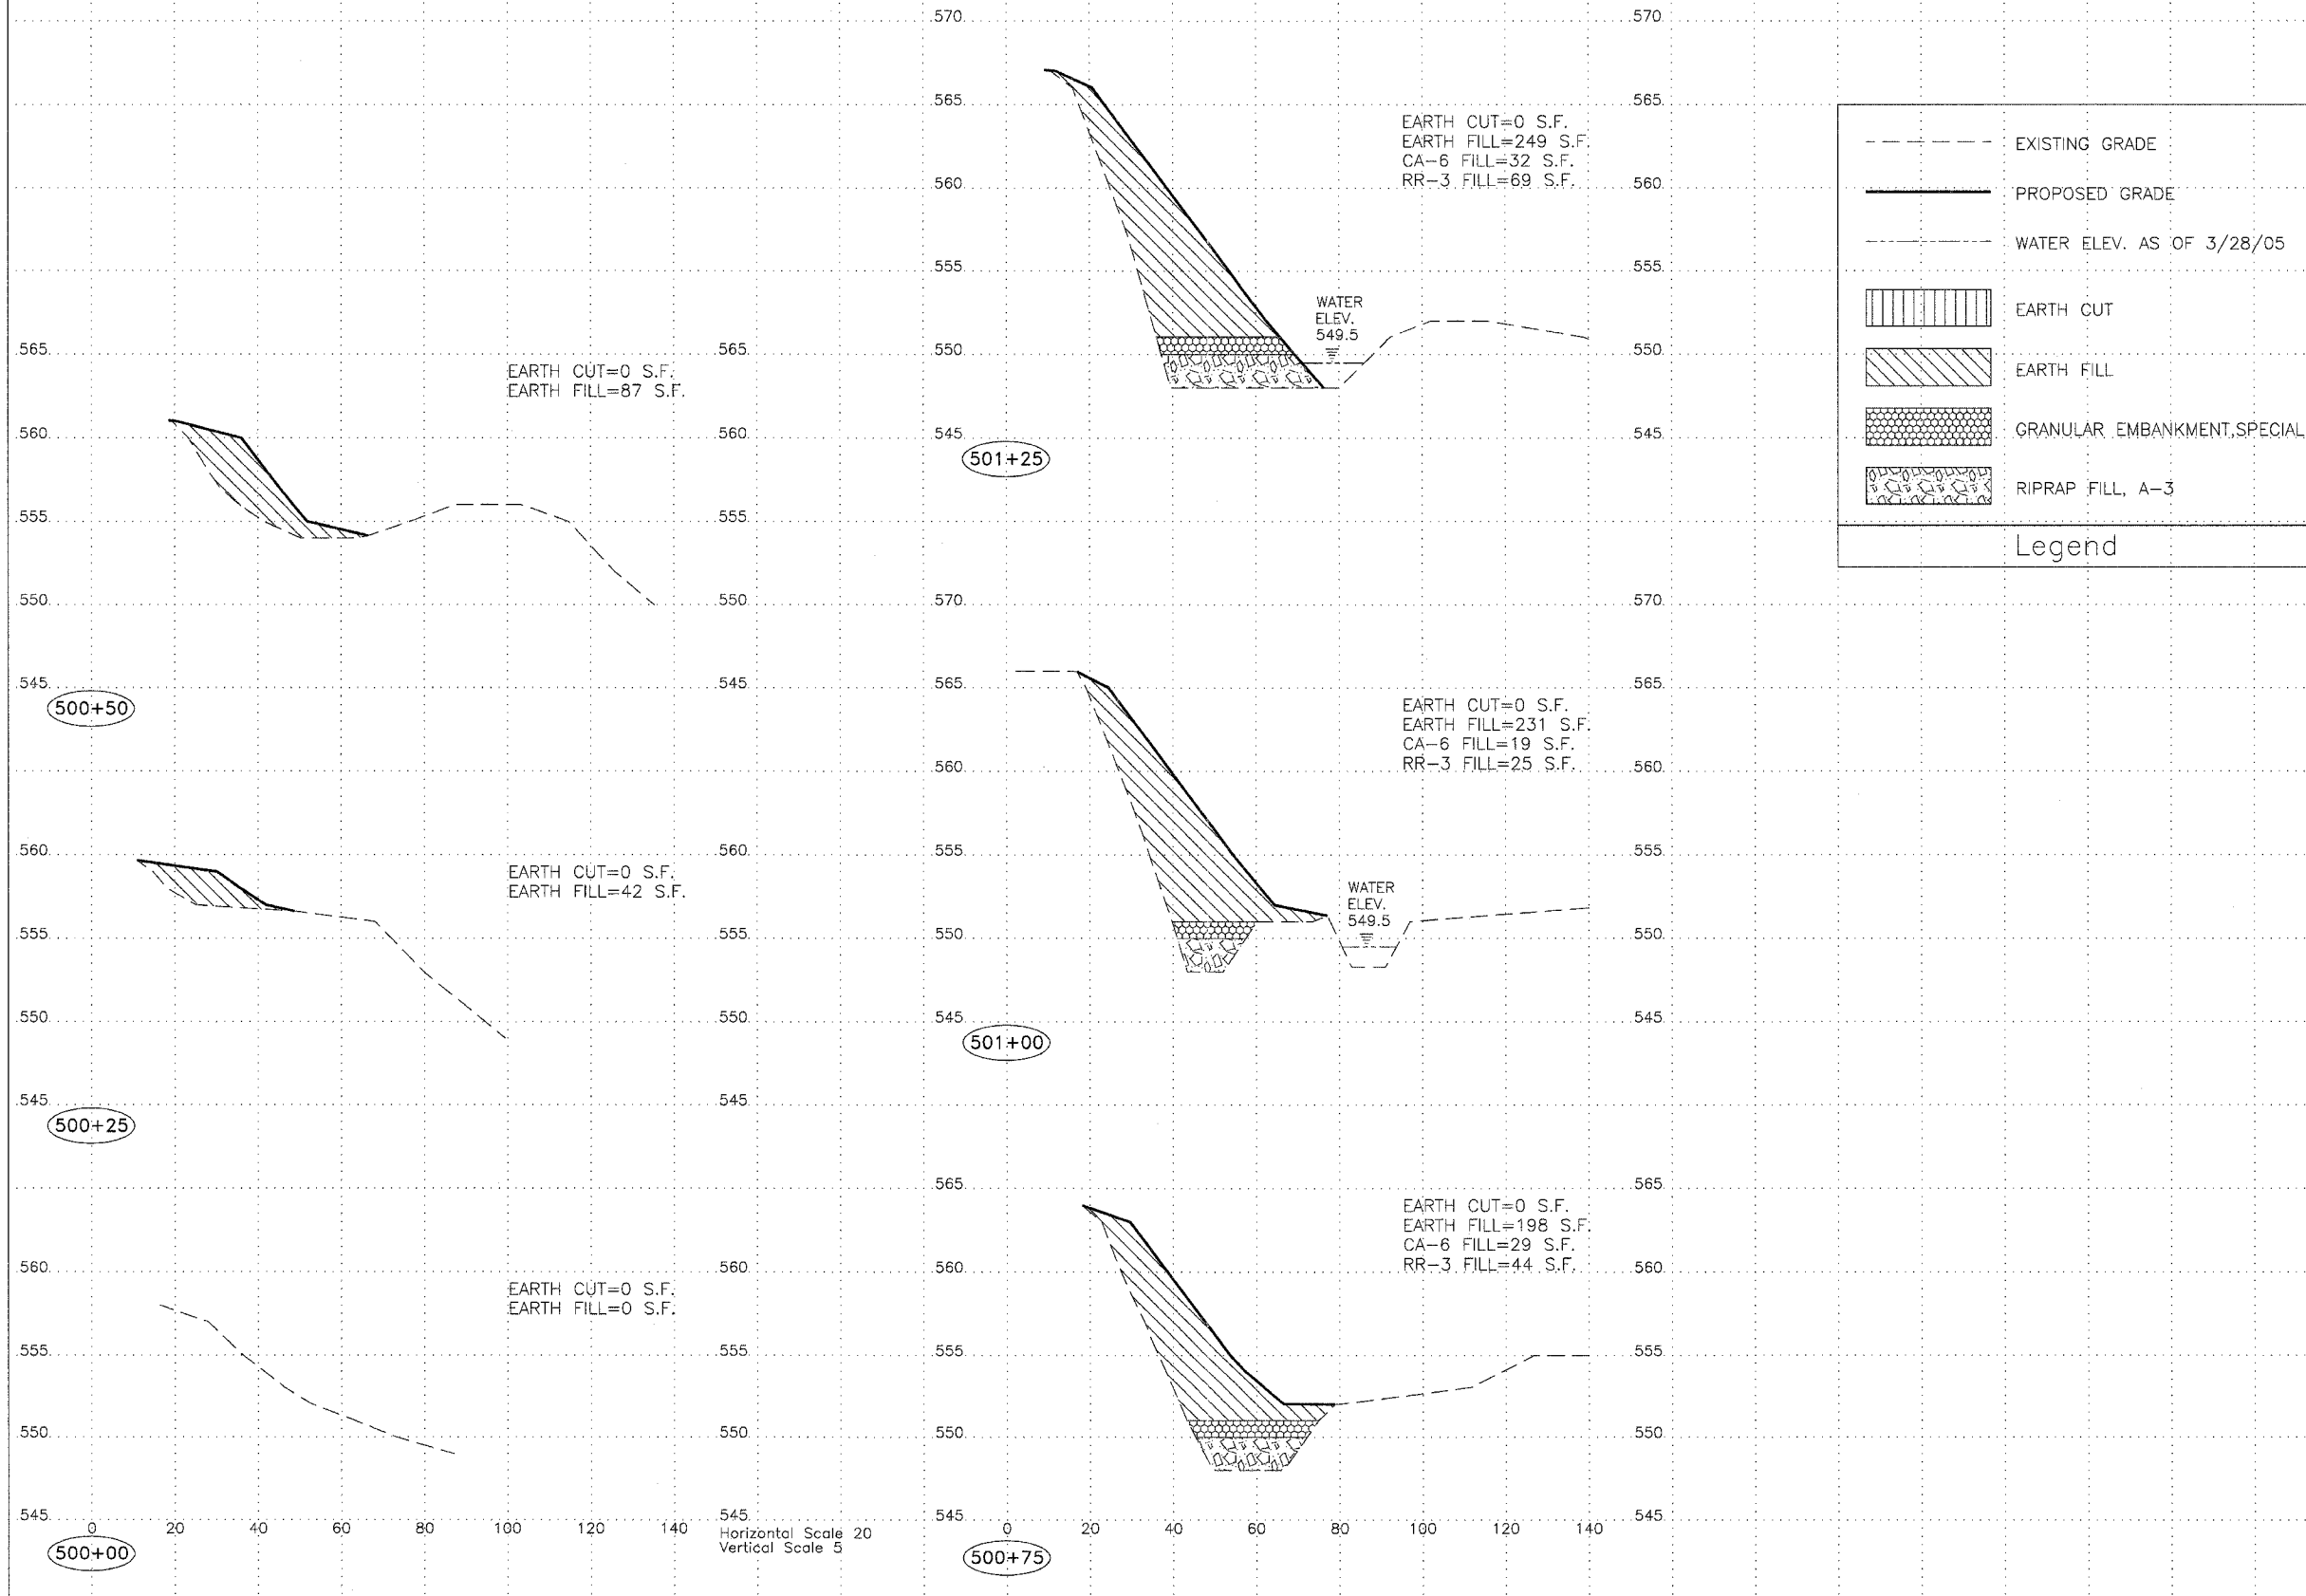 565 565
EARTH CUT=0 S.F.
EARTH FILL=87 S.F.
560 560
555 555
550 550
545 545
500+50
560 560
EARTH CUT=0 S.F.
EARTH FILL=42 S.F.
555 555
550 550
545 545
500+25
560 560
EARTH CUT=0 S.F.
EARTH FILL=0 S.F.
555 555
550 550
545 545
0 20 40 60 80 100 120 140
Horizontal Scale 20
Vertical Scale 5
500+00
570 570
565 565
EARTH CUT=0 S.F.
EARTH FILL=249 S.F.
CA-6 FILL=32 S.F.
RR-3 FILL=69 S.F.
560 560
555 555
WATER
ELEV.
549.5
550 550
545 545
501+25
570 570
565 565
EARTH CUT=0 S.F.
EARTH FILL=231 S.F.
CA-6 FILL=19 S.F.
RR-3 FILL=25 S.F.
560 560
555 555
WATER
ELEV.
549.5
550 550
545 545
501+00
565 565
EARTH CUT=0 S.F.
EARTH FILL=198 S.F.
CA-6 FILL=29 S.F.
RR-3 FILL=44 S.F.
560 560
555 555
550 550
545 545
0 20 40 60 80 100 120 140
500+75
EXISTING GRADE
PROPOSED GRADE
WATER ELEV. AS OF 3/28/05
EARTH CUT
EARTH FILL
GRANULAR EMBANKMENT,SPECIAL
RIPRAP FILL, A-3
Legend